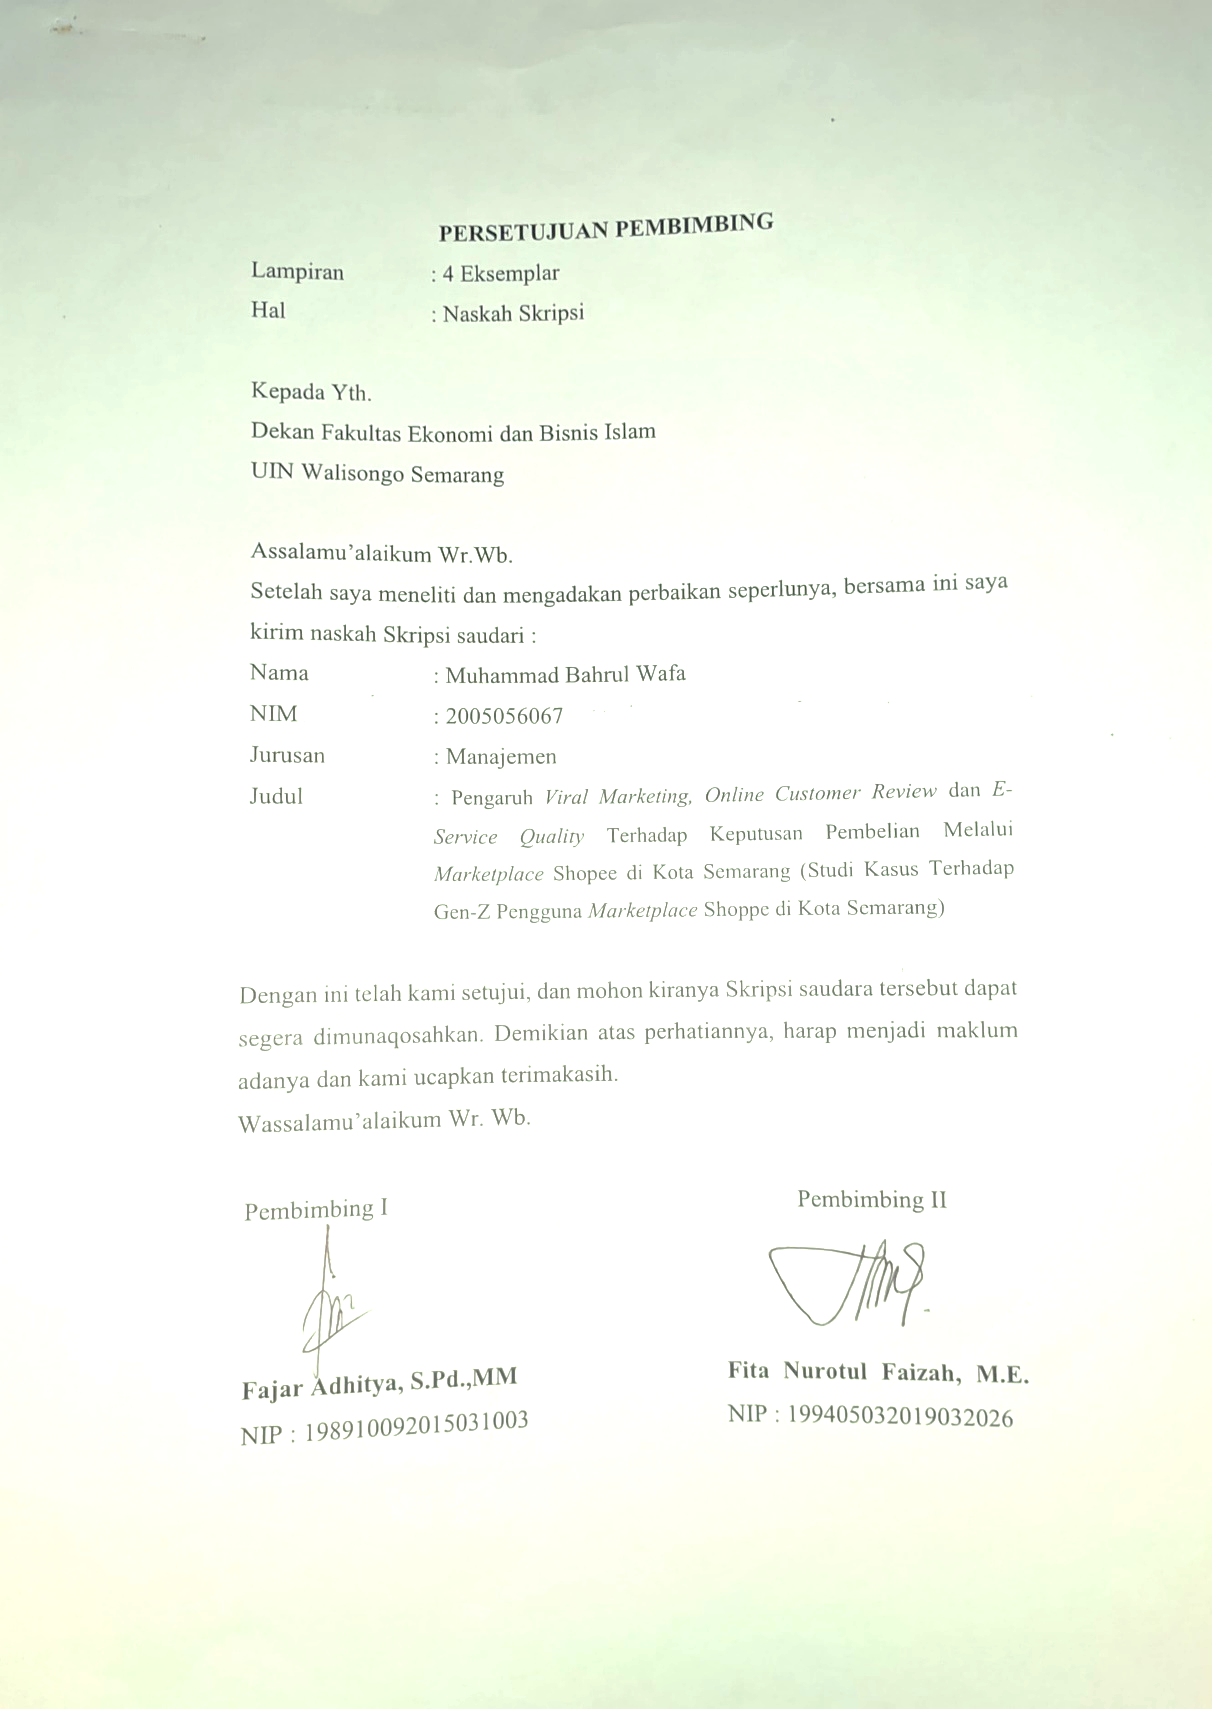 PERSETUJUAN PEMBIMBING
Lampiran : 4 Eksemplar
Hal : Naskah Skripsi
Kepada Yth.
Dekan Fakultas Ekonomi dan Bisnis Islam
UIN Walisongo Semarang
Assalamu’alaikum Wr.Wb.
Setelah saya meneliti dan mengadakan perbaikan seperlunya, bersama ini saya
kirim naskah Skripsi saudari :
Nama : Muhammad Bahrul Wafa
NIM : 2005056067
Jurusan : Manajemen
Judul : Pengaruh Viral Marketing, Online Customer Review dan E-
Service Quality Terhadap Keputusan Pembelian Melalui
Marketplace Shopee di Kota Semarang (Studi Kasus Terhadap
Gen-Z Pengguna Marketplace Shoppe di Kota Semarang)
Dengan ini telah kami setujui, dan mohon kiranya Skripsi saudara tersebut dapat
segera dimunaqosahkan. Demikian atas perhatiannya, harap menjadi maklum
adanya dan kami ucapkan terimakasih.
Wassalamu’alaikum Wr. Wb.
Pembimbing I Pembimbing II
Fajar Adhitya, S.Pd.,MM Fita Nurotul Faizah, M.E.
NIP : 198910092015031003 NIP : 199405032019032026